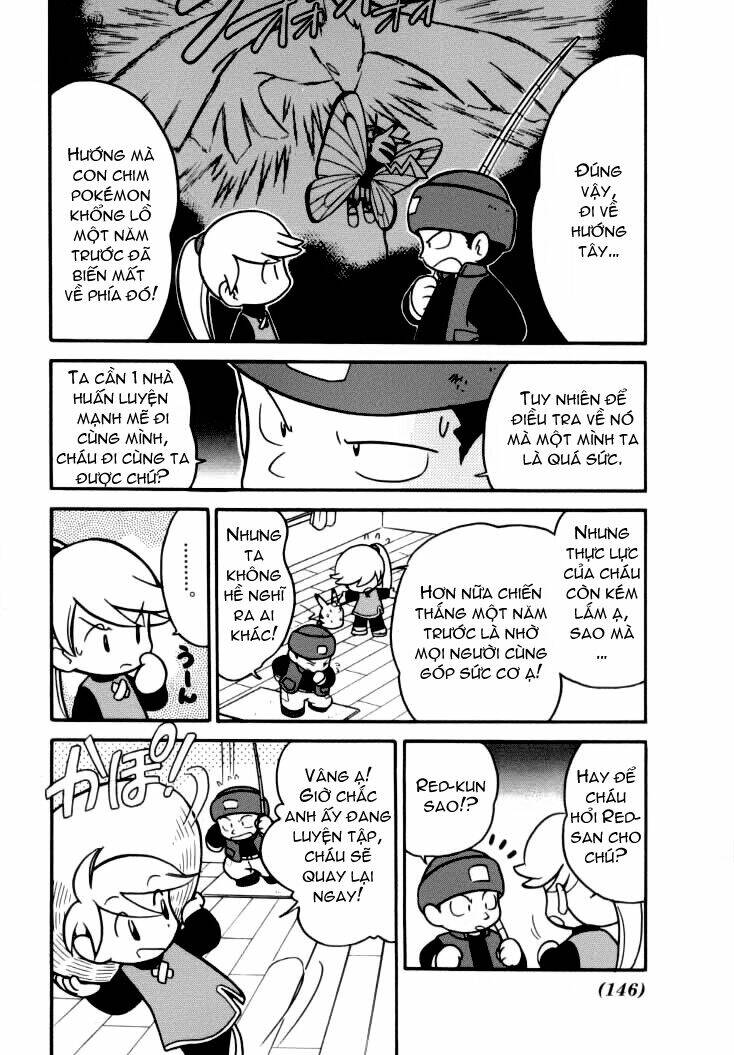 Đúng
vậy,
đi về
hướng
tây...
Hướng mà
con chim
Pokémon
khổng lồ
một năm
trước đã
biến mất
về phía đó!
Tuy nhiên để
điều tra về nó
mà một mình ta
là quá sức.
Ta cần 1 nhà
huấn luyện
mạnh mẽ đi
cùng mình,
cháu đi cùng ta
được chứ?
Nhưng
thực lực
của cháu
còn kém
lắm ạ,
sao mà
...
Hơn nữa chiến
thắng một năm
trước là nhờ
mọi người cùng
góp sức cơ ạ!
Nhưng
ta
không
hề nghĩ
ra ai
khác!
.......
うーん
Hay để
cháu
hỏi Red-
san cho
chú?
Red-kun
sao!?
Vâng ạ!
Giờ chắc
anh ấy đang
luyện tập,
cháu sẽ
quay lại
ngay!
かぽ!
(146)